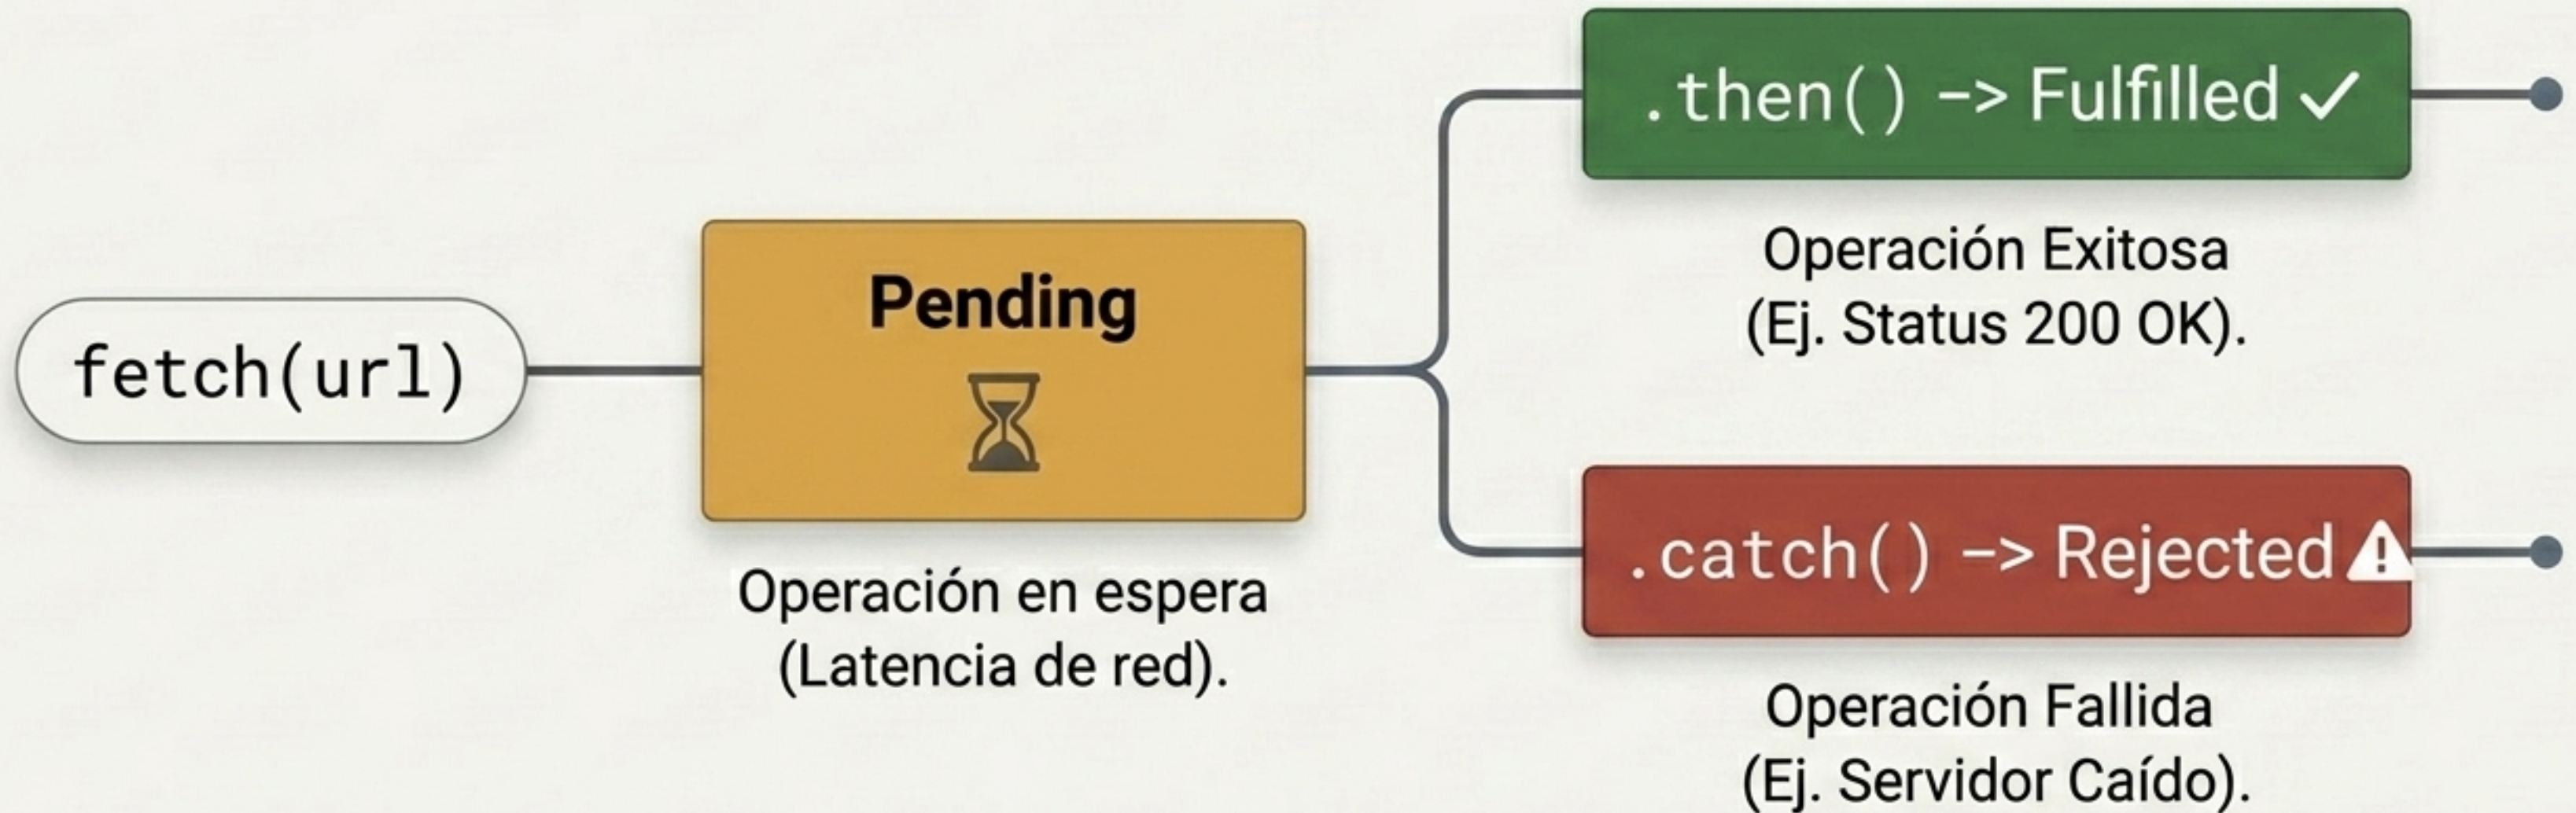 fetch(url)
Pending
Operación en espera
(Latencia de red).
.then() -> Fulfilled ✓
Operación Exitosa
(Ej. Status 200 OK).
.catch() -> Rejected ⚠
Operación Fallida
(Ej. Servidor Caído).